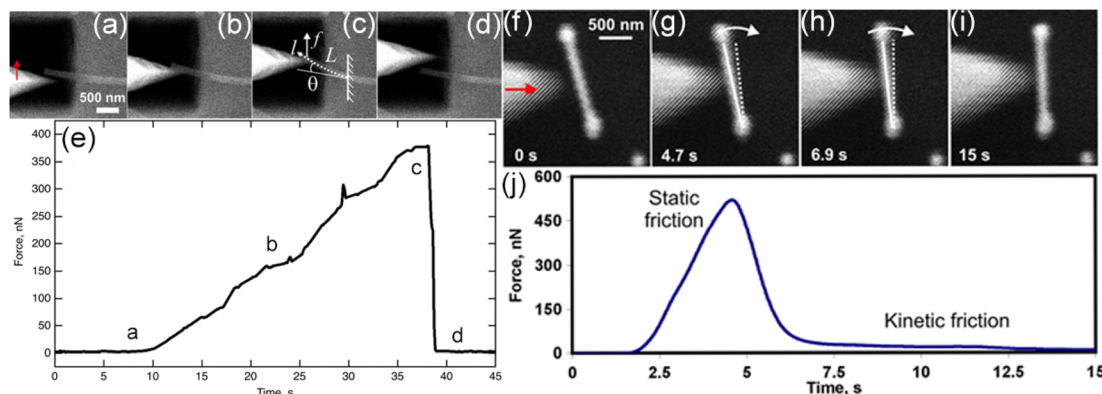 (a)
(b)
(c)
(d)
f
l
L
θ
500 nm
(f)
(g)
(h)
(i)
500 nm
0 s
4.7 s
6.9 s
15 s
(e)
400
350
300
250
200
150
100
50
0
Force, nN
a
b
c
d
0 5 10 15 20 25 30 35 40 45
Time, s
(j)
600
450
300
150
0
Force, nN
Static
friction
Kinetic friction
0 2.5 5 7.5 10 12.5 15
Time, s